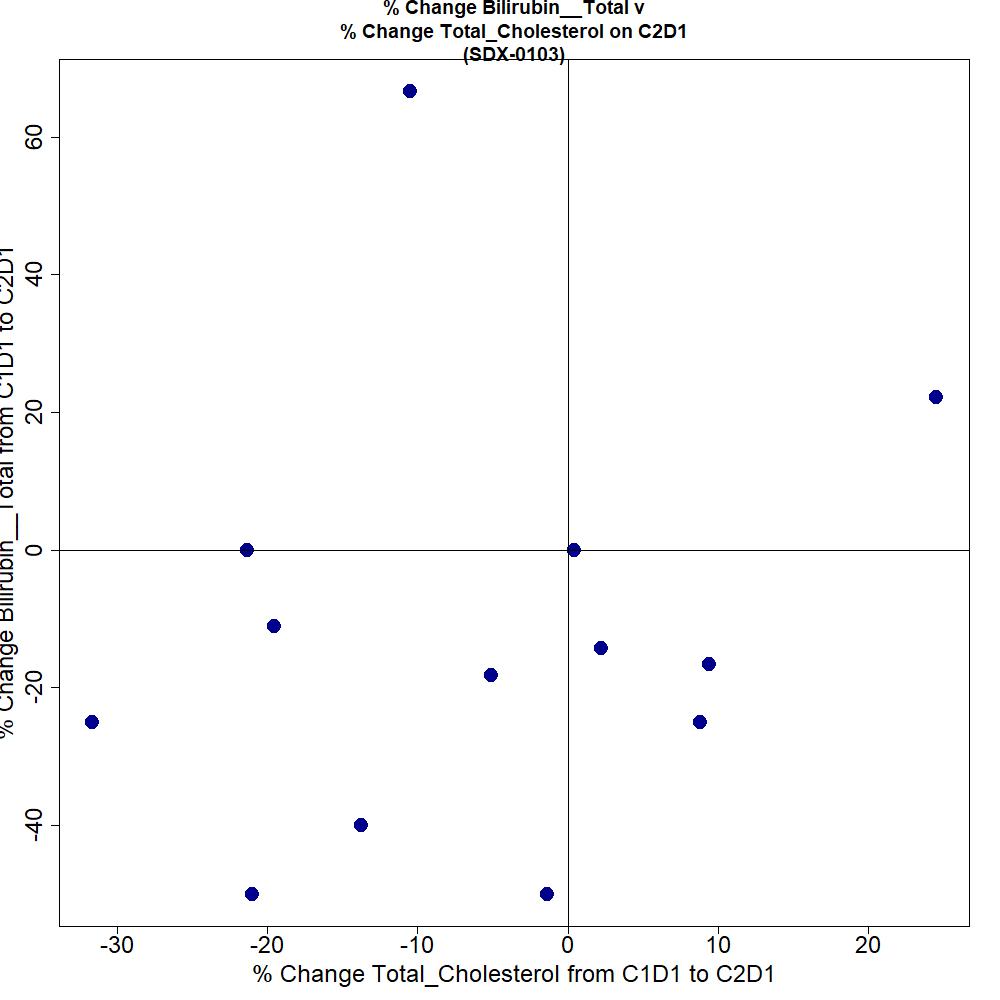 % Change Bilirubin__Total v
% Change Total_Cholesterol on C2D1
(SDX-0103)
% Change Bilirubin__Total from C1D1 to C2D1
60
40
20
0
-20
-40
-30
-20
-10
0
10
20
% Change Total_Cholesterol from C1D1 to C2D1